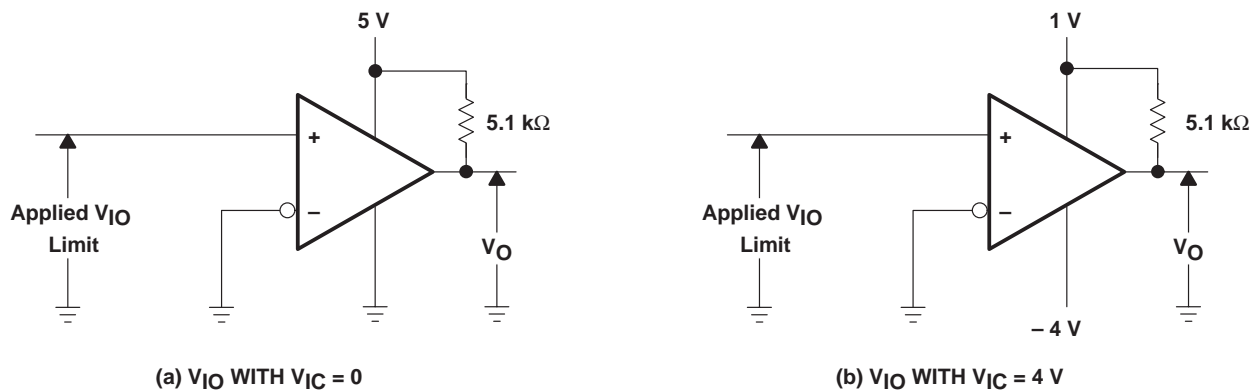 5 V
5.1 kΩ
+
−
Applied VIO
Limit
VO
(a) VIO WITH VIC = 0
1 V
5.1 kΩ
+
−
Applied VIO
Limit
VO
– 4 V
(b) VIO WITH VIC = 4 V